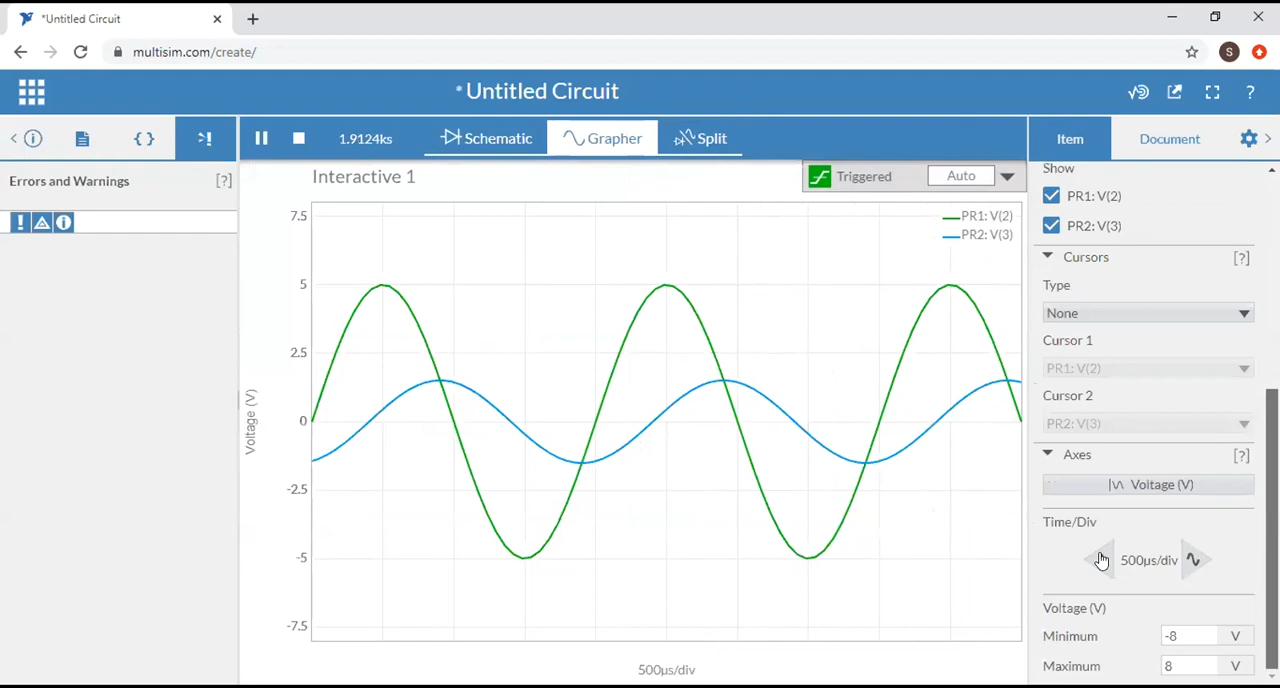 *Untitled Circuit
multisim.com/create/
S
* Untitled Circuit
?
{ }
1.9124ks
Schematic
Grapher
Split
Item
Document
Errors and Warnings [?]
Interactive 1
Triggered
Auto
7.5
5
2.5
0
-2.5
-5
-7.5
Voltage (V)
PR1: V(2)
PR2: V(3)
500µs/div
Show
PR1: V(2)
PR2: V(3)
Cursors [?]
Type
None
Cursor 1
PR1: V(2)
Cursor 2
PR2: V(3)
Axes [?]
Voltage (V)
Time/Div
500µs/div
Voltage (V)
Minimum -8 V
Maximum 8 V